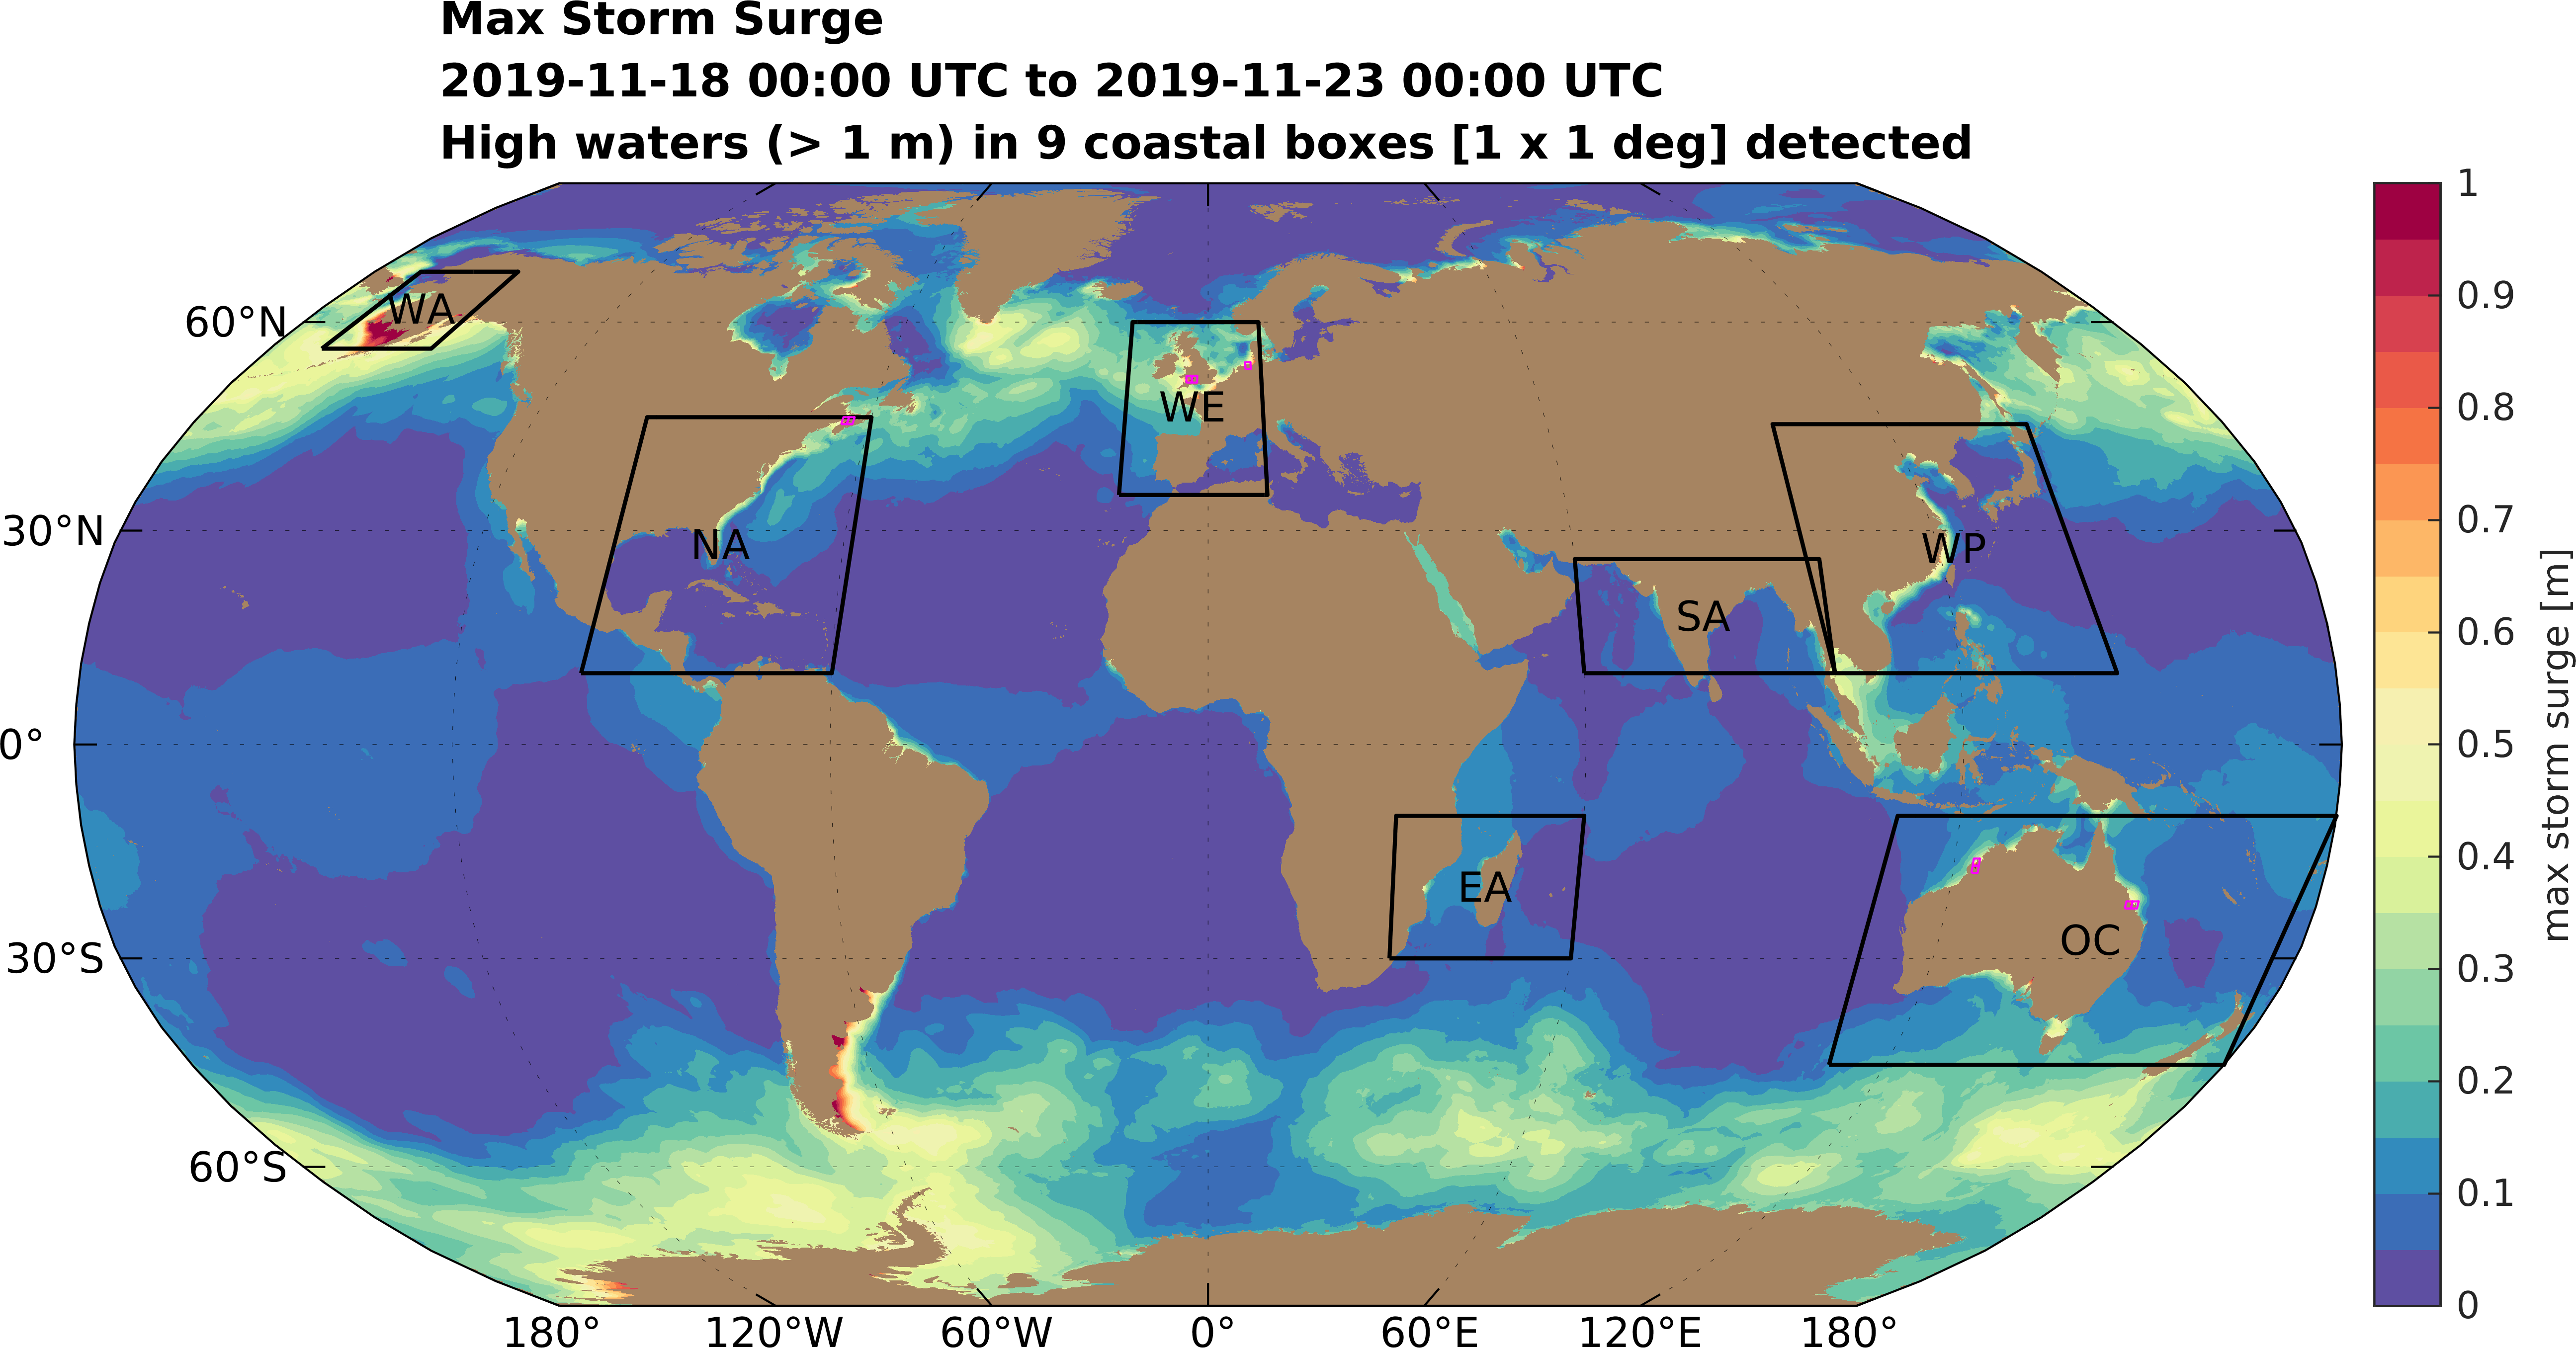 Max Storm Surge
2019-11-18 00:00 UTC to 2019-11-23 00:00 UTC
High waters (> 1 m) in 9 coastal boxes [1 x 1 deg] detected
60°N
30°N
0°
30°S
60°S
WA
NA
WE
SA
WP
EA
OC
180°
120°W
60°W
0°
60°E
120°E
180°
1
0.9
0.8
0.7
0.6
0.5
0.4
0.3
0.2
0.1
0
max storm surge [m]